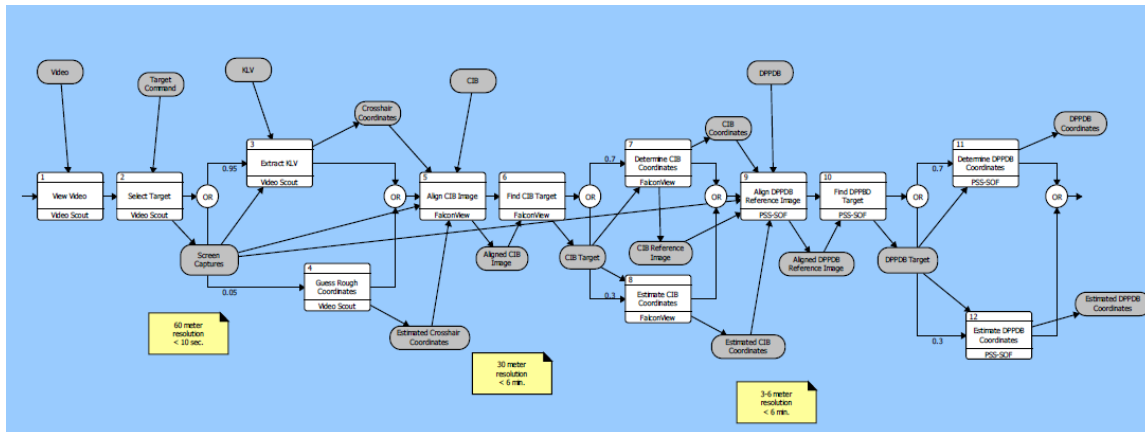 Video
Target
Command
KLV
Crosshair
Coordinates
CIB
1
View Video
Video Scout
2
Select Target
Video Scout
OR
0.95
3
Extract KLV
Video Scout
OR
Screen
Captures
0.05
4
Guess Rough
Coordinates
Video Scout
Estimated Crosshair
Coordinates
5
Align CIB Image
FalconView
6
Find CIB Target
FalconView
Aligned CIB
Image
OR
0.7
CIB Target
0.3
7
Determine CIB
Coordinates
FalconView
CIB
Coordinates
CIB Reference
Image
8
Estimate CIB
Coordinates
FalconView
Estimated CIB
Coordinates
OR
DPPDB
9
Align DPPDB
Reference Image
PSS-SOF
10
Find DPPBD
Target
PSS-SOF
Aligned DPPDB
Reference Image
OR
0.7
DPPDB Target
0.3
11
Determine DPPDB
Coordinates
PSS-SOF
DPPDB
Coordinates
OR
12
Estimate DPPDB
Coordinates
PSS-SOF
Estimated DPPDB
Coordinates
60 meter
resolution
< 10 sec.
30 meter
resolution
< 6 min.
3-6 meter
resolution
< 6 min.